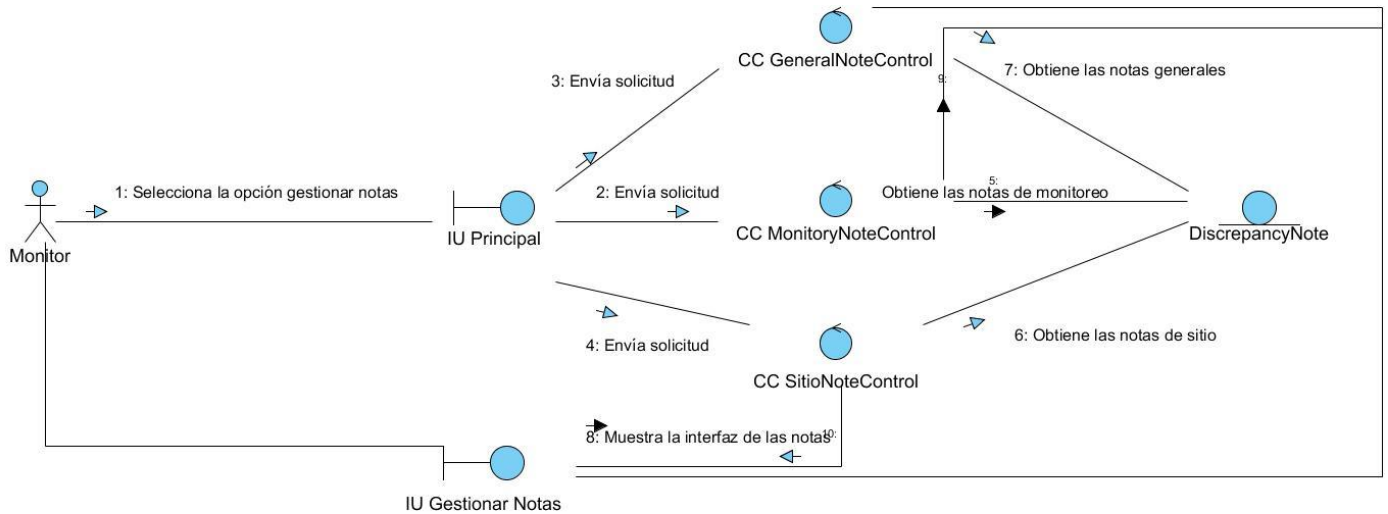 CC GeneralNoteControl
3: Envía solicitud
7: Obtiene las notas generales
9:
1: Selecciona la opción gestionar notas
2: Envía solicitud
5:
Obtiene las notas de monitoreo
Monitor
IU Principal
CC MonitoryNoteControl
DiscrepancyNote
4: Envía solicitud
6: Obtiene las notas de sitio
CC SitioNoteControl
8: Muestra la interfaz de las notas
10:
IU Gestionar Notas